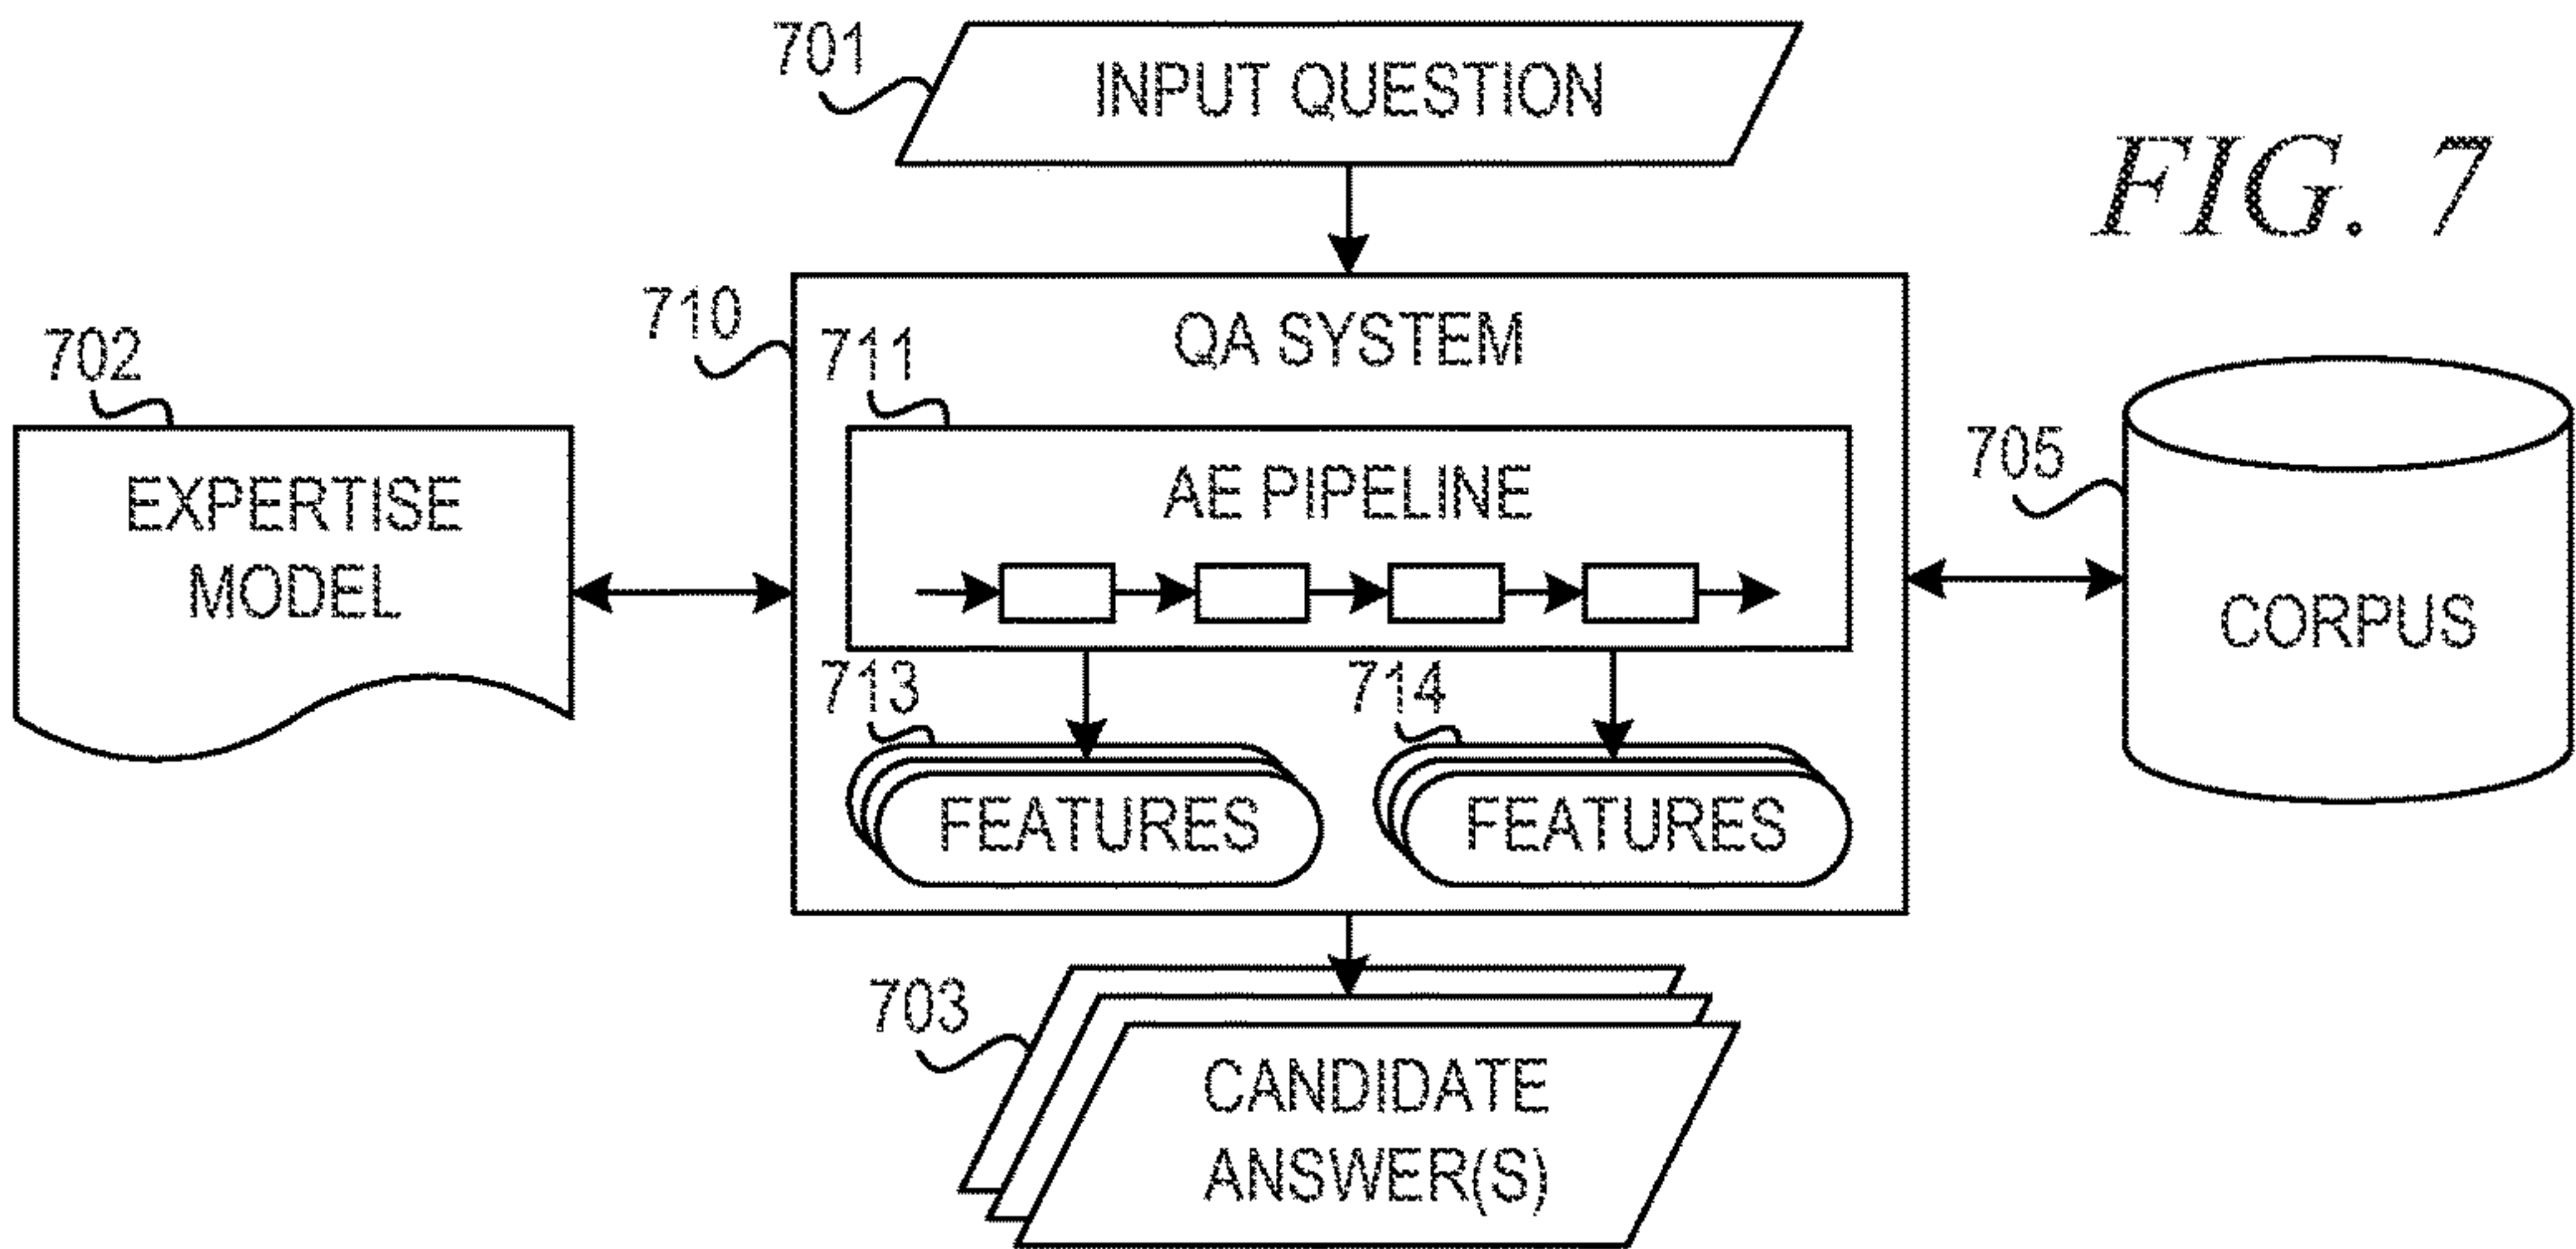 701
INPUT QUESTION
FIG. 7
710
QA SYSTEM
702
711
EXPERTISE
MODEL
AE PIPELINE
705
CORPUS
713
714
FEATURES
FEATURES
703
CANDIDATE
ANSWER(S)